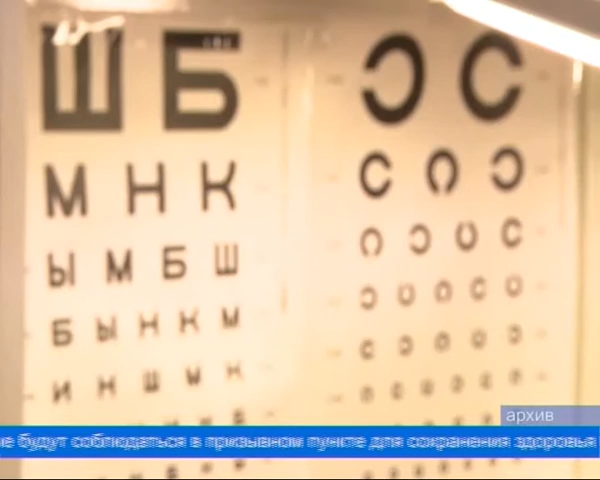 Ш Б
М Н К
Ы М Б Ш
Б Ы Н К М
И Н Ш М К
архив
будут соблюдаться в призывном пункте для сохранения здоровья